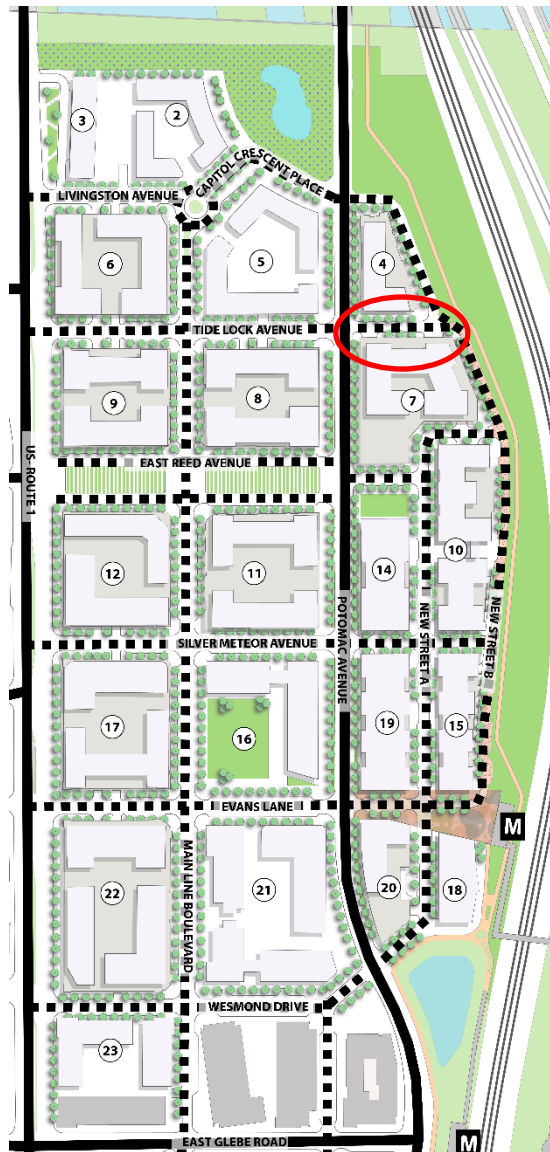 3
2
CAPITOL CRESCENT PLACE
LIVINGSTON AVENUE
6
5
4
TIDE LOCK AVENUE
9
8
7
US ROUTE 1
EAST REED AVENUE
12
11
14
10
POTOMAC AVENUE
NEW STREET A
NEW STREET B
SILVER METEOR AVENUE
17
16
19
15
EVANS LANE
M
MAIN LINE BOULEVARD
22
21
20
18
WESMOND DRIVE
23
EAST GLEBE ROAD
M